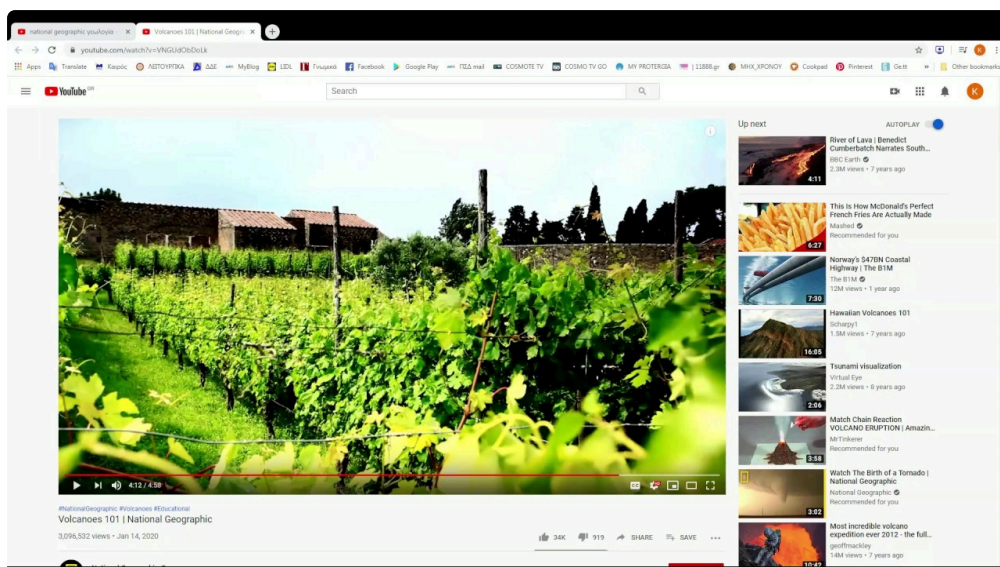 national geographic γεωλογία
Volcanoes 101 | National Geogr
youtube.com/watch?v=VNGUdObDoLk
Apps Translate Καιρός ΛΕΙΤΟΥΡΓΙΚΑ ΔΔΕ MyBlog LIDL Γνωμικό Facebook Google Play ΠΣΔ mail COSMOTE TV COSMO TV GO MY PROTERGIA | 11888.gr ΜΗΧ_ΧΡΟΝΟΥ Cookpad Pinterest Ge.tt » Other bookmarks
YouTube GR
Search
K
Up next
AUTOPLAY
River of Lava | Benedict
Cumberbatch Narrates South...
BBC Earth
2.3M views • 7 years ago
4:11
This Is How McDonald's Perfect
French Fries Are Actually Made
Mashed
Recommended for you
6:27
Norway's $47BN Coastal
Highway | The B1M
The B1M
12M views • 1 year ago
7:30
Hawaiian Volcanoes 101
Scharpy1
1.5M views • 7 years ago
16:05
Tsunami visualization
Virtual Eye
2.2M views • 8 years ago
2:06
Match Chain Reaction
VOLCANO ERUPTION | Amazin...
MrTinkerer
Recommended for you
3:58
Watch The Birth of a Tornado |
National Geographic
National Geographic
Recommended for you
3:02
Most incredible volcano
expedition ever 2012 - the full...
geoffmackley
14M views • 7 years ago
10:42
4:12 / 4:58
#NationalGeographic #Volcanoes #Educational
Volcanoes 101 | National Geographic
3,096,532 views • Jan 14, 2020
34K 919 SHARE SAVE